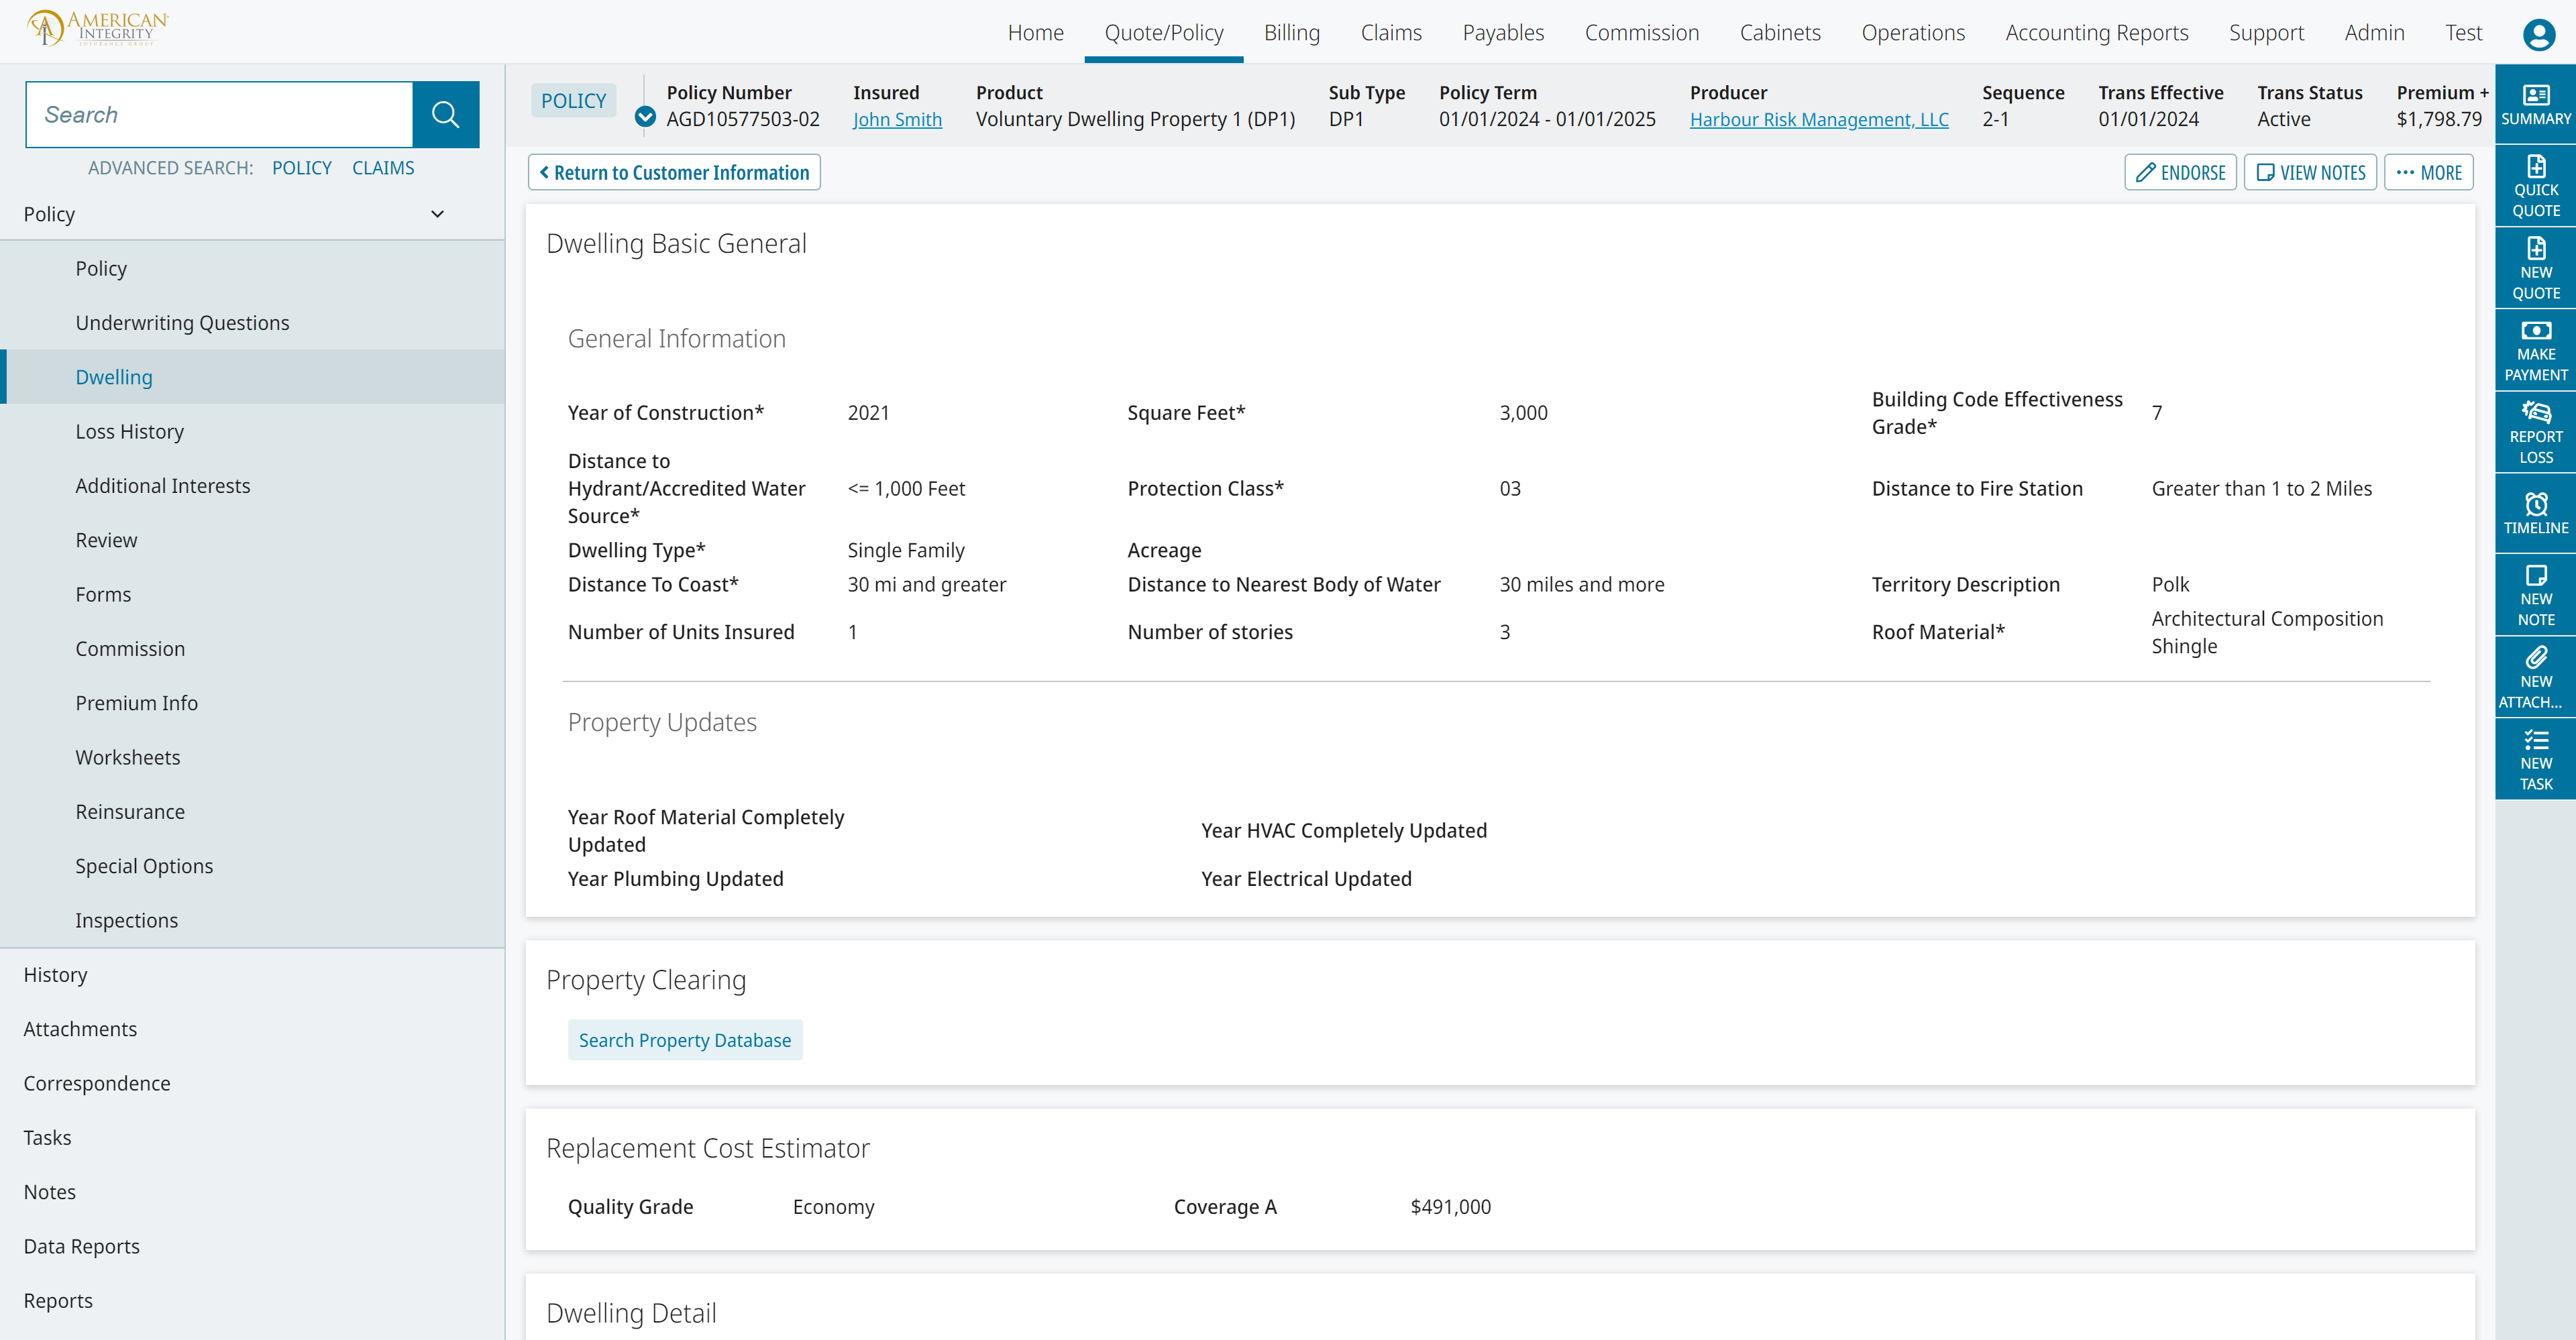 AMERICAN
INTEGRITY
INSURANCE GROUP
Home Quote/Policy Billing Claims Payables Commission Cabinets Operations Accounting Reports Support Admin Test
Search
ADVANCED SEARCH: POLICY CLAIMS
Policy
Policy
Underwriting Questions
Dwelling
Loss History
Additional Interests
Review
Forms
Commission
Premium Info
Worksheets
Reinsurance
Special Options
Inspections
History
Attachments
Correspondence
Tasks
Notes
Data Reports
Reports
POLICY
Policy Number Insured Product Sub Type Policy Term Producer Sequence Trans Effective Trans Status Premium +
AGD10577503-02 John Smith Voluntary Dwelling Property 1 (DP1) DP1 01/01/2024 - 01/01/2025 Harbour Risk Management, LLC 2-1 01/01/2024 Active $1,798.79
Return to Customer Information
ENDORSE VIEW NOTES ··· MORE
Dwelling Basic General
General Information
Year of Construction* 2021 Square Feet* 3,000 Building Code Effectiveness
Grade* 7
Distance to
Hydrant/Accredited Water <= 1,000 Feet Protection Class* 03 Distance to Fire Station Greater than 1 to 2 Miles
Source*
Dwelling Type* Single Family Acreage
Distance To Coast* 30 mi and greater Distance to Nearest Body of Water 30 miles and more Territory Description Polk
Number of Units Insured 1 Number of stories 3 Roof Material* Architectural Composition
Shingle
Property Updates
Year Roof Material Completely
Updated
Year HVAC Completely Updated
Year Plumbing Updated Year Electrical Updated
Property Clearing
Search Property Database
Replacement Cost Estimator
Quality Grade Economy Coverage A $491,000
Dwelling Detail
SUMMARY
QUICK
QUOTE
NEW
QUOTE
MAKE
PAYMENT
REPORT
LOSS
TIMELINE
NEW
NOTE
NEW
ATTACH...
NEW
TASK